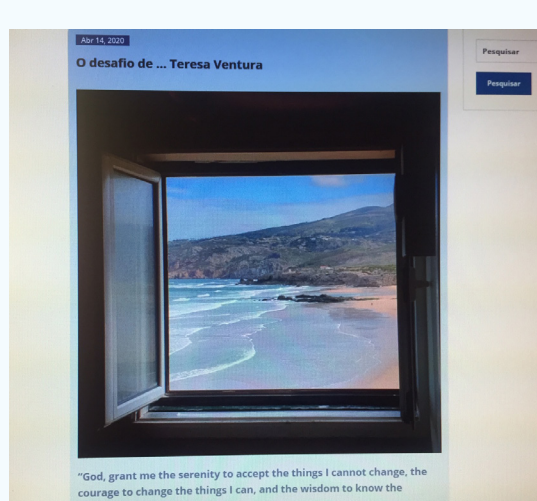 Abr 14, 2020
O desafio de ... Teresa Ventura
Pesquisar
Pesquisar
“God, grant me the serenity to accept the things I cannot change, the
courage to change the things I can, and the wisdom to know the